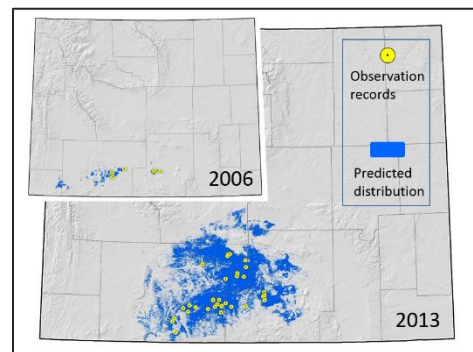 2006
Observation
records
Predicted
distribution
2013